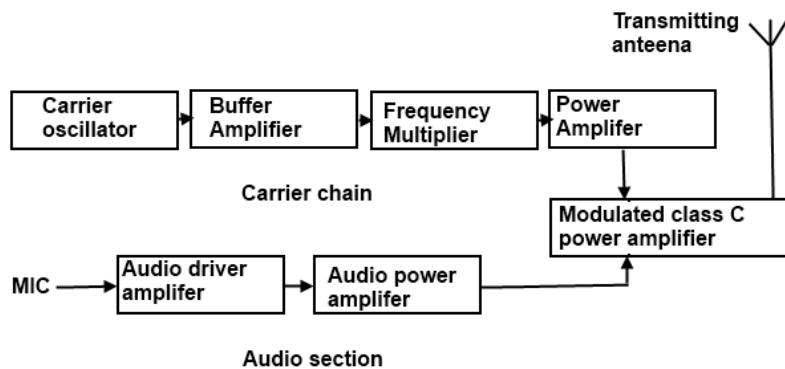 Transmitting
anteena
Carrier
oscillator
Buffer
Amplifier
Frequency
Multiplier
Power
Amplifer
Carrier chain
Modulated class C
power amplifier
MIC
Audio driver
amplifer
Audio power
amplifer
Audio section